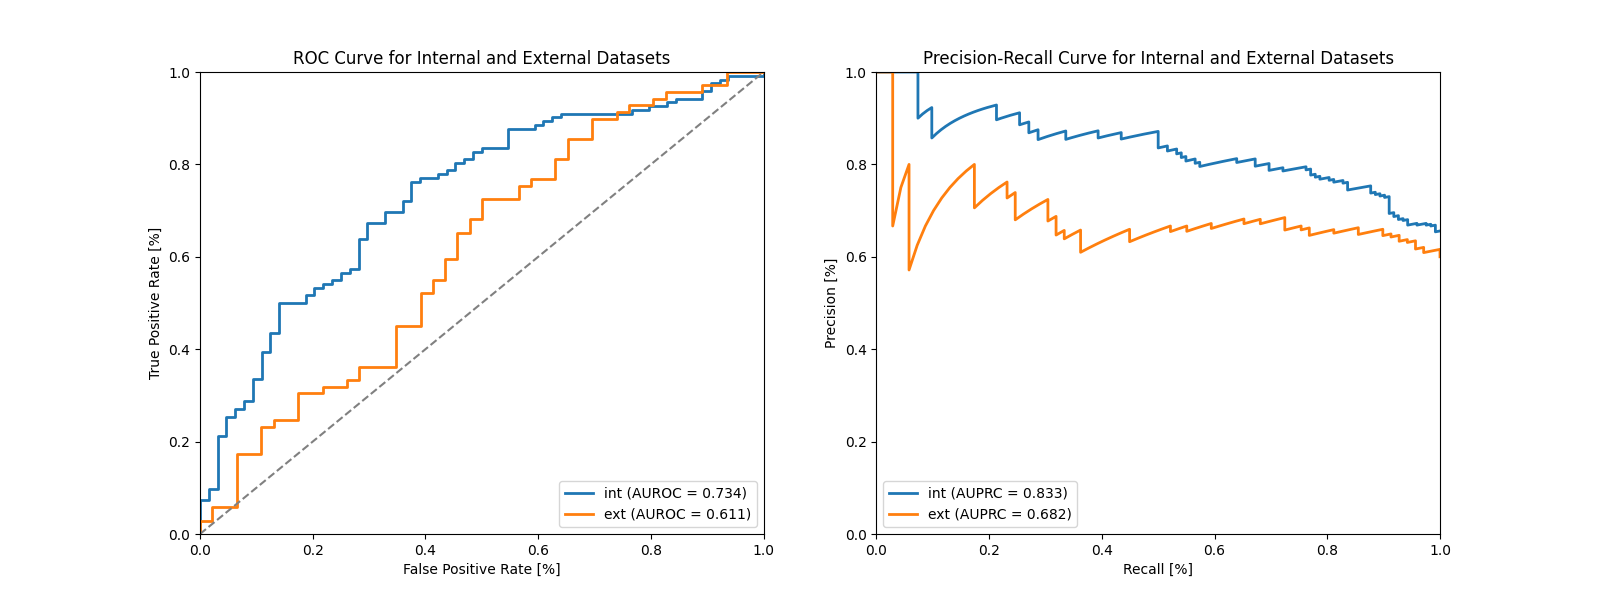 ROC Curve for Internal and External Datasets
1.0
0.8
0.6
0.4
0.2
0.0
True Positive Rate [%]
0.0 0.2 0.4 0.6 0.8 1.0
False Positive Rate [%]
int (AUROC = 0.734)
ext (AUROC = 0.611)
Precision-Recall Curve for Internal and External Datasets
1.0
0.8
0.6
0.4
0.2
0.0
Precision [%]
0.0 0.2 0.4 0.6 0.8 1.0
Recall [%]
int (AUPRC = 0.833)
ext (AUPRC = 0.682)